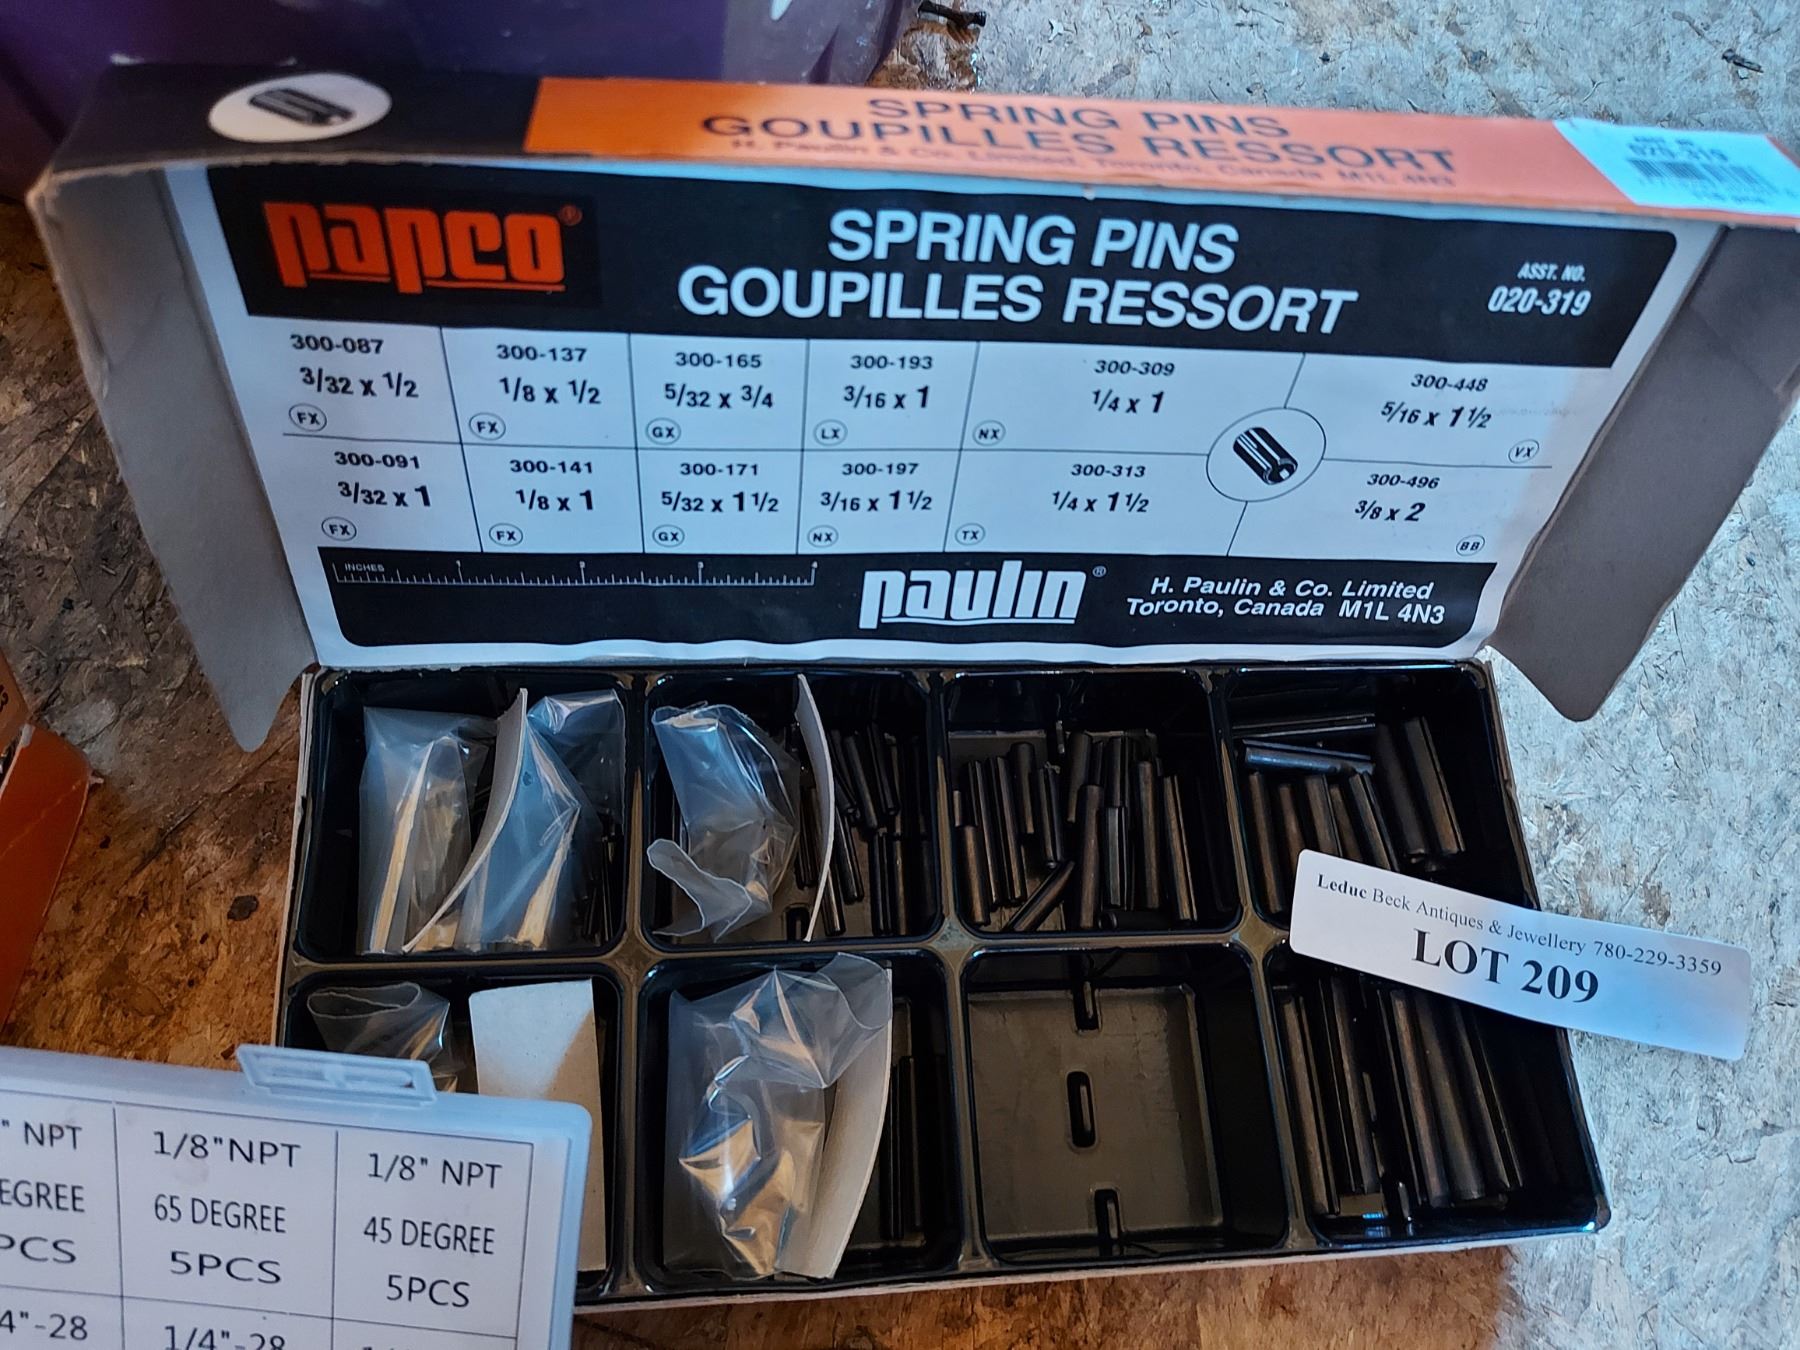 SPRING PINS
GOUPILLES RESSORT
H. Paulin & Co. Limited, Toronto, Canada M1L 4N3
020-319
papco®
SPRING PINS
GOUPILLES RESSORT
ASST. NO.
020-319
300-087
3/32 x 1/2
FX
300-137
1/8 x 1/2
FX
300-165
5/32 x 3/4
GX
300-193
3/16 x 1
LX
300-309
1/4 x 1
NX
300-448
5/16 x 1 1/2
VX
300-091
3/32 x 1
FX
300-141
1/8 x 1
FX
300-171
5/32 x 1 1/2
GX
300-197
3/16 x 1 1/2
NX
300-313
1/4 x 1 1/2
TX
300-496
3/8 x 2
BB
INCHES
paulin®
H. Paulin & Co. Limited
Toronto, Canada M1L 4N3
Leduc Beck Antiques & Jewellery 780-229-3359
LOT 209
" NPT
EGREE
PCS
4"-28
1/8"NPT
65 DEGREE
5PCS
1/4"-28
1/8" NPT
45 DEGREE
5PCS